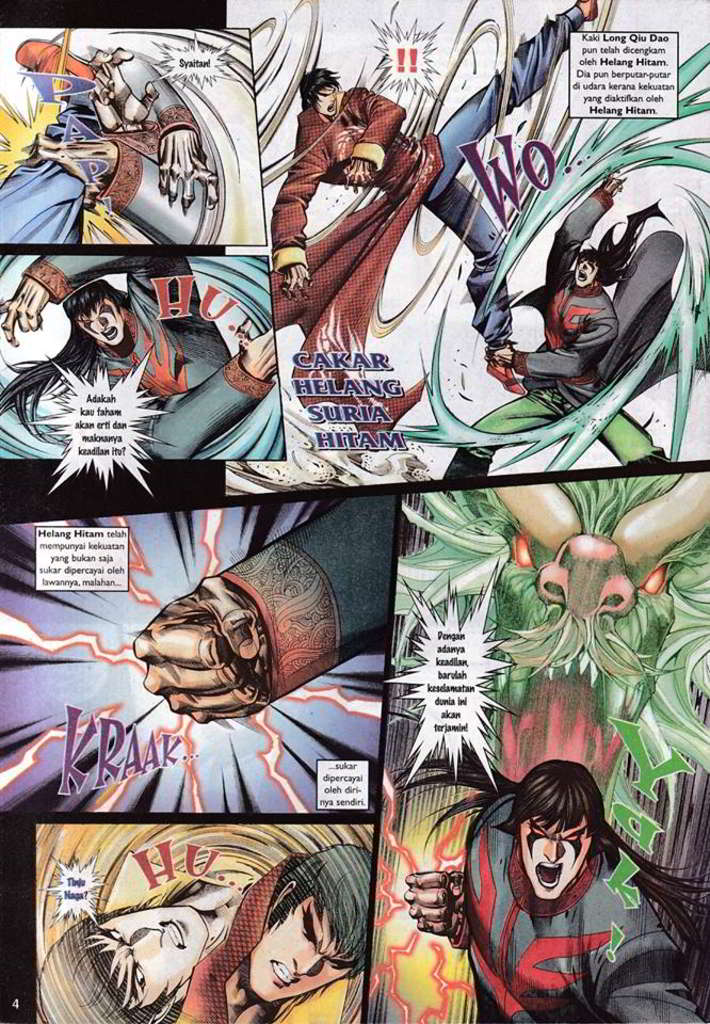 Syaitan!
PAP
PAP
!!
Kaki Long Qiu Dao
pun telah dicengkam
oleh Helang Hitam.
Dia pun berputar-putar
di udara kerana kekuatan
yang diaktifkan oleh
Helang Hitam.
WO...
HU...
Adakah
kau faham
akan erti dan
maknanya
keadilan itu?
CAKAR
HELANG
SURIA
HITAM
Helang Hitam telah
mempunyai kekuatan
yang bukan saja
sukar dipercayai oleh
lawannya, malahan...
KRAAK...
...sukar
dipercayai
oleh diri-
nya sendiri.
Dengan
adanya
keadilan,
barulah
keselamatan
dunia ini
akan
terjamin!
HU...
Tinju
Naga?
4